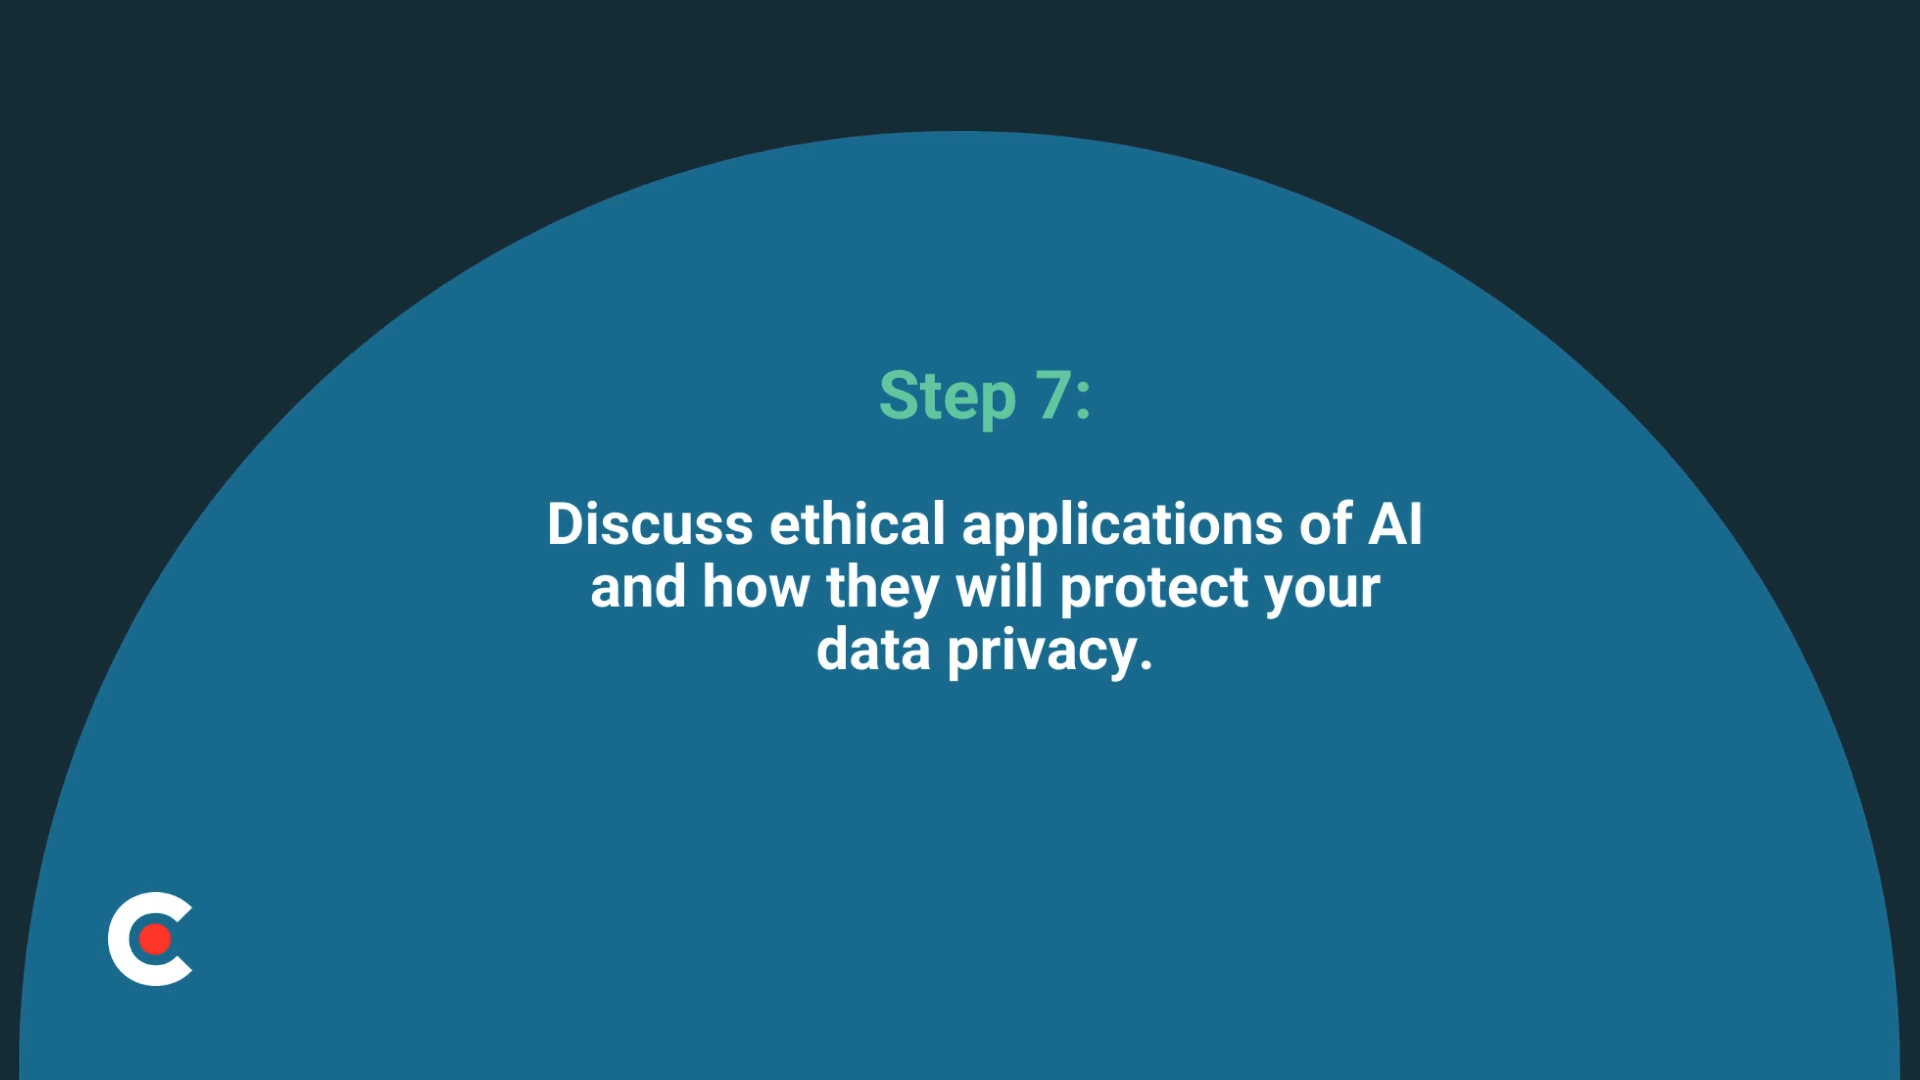 Step 7:
Discuss ethical applications of AI
and how they will protect your
data privacy.